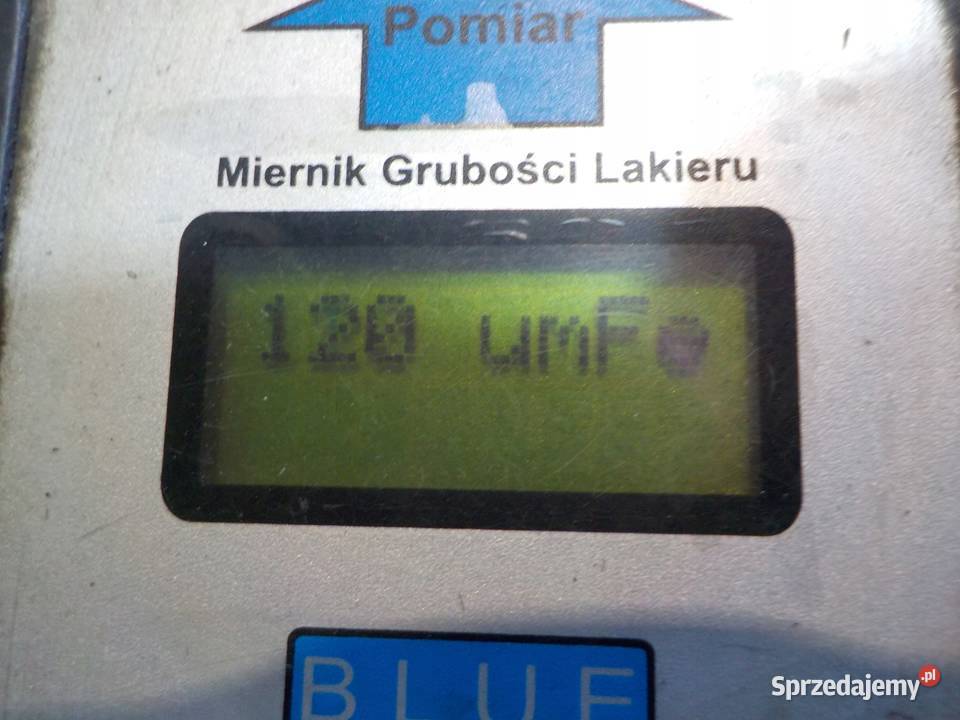 Pomiar
Miernik Grubości Lakieru
120 umFe
BLUE
Sprzedajemy.pl